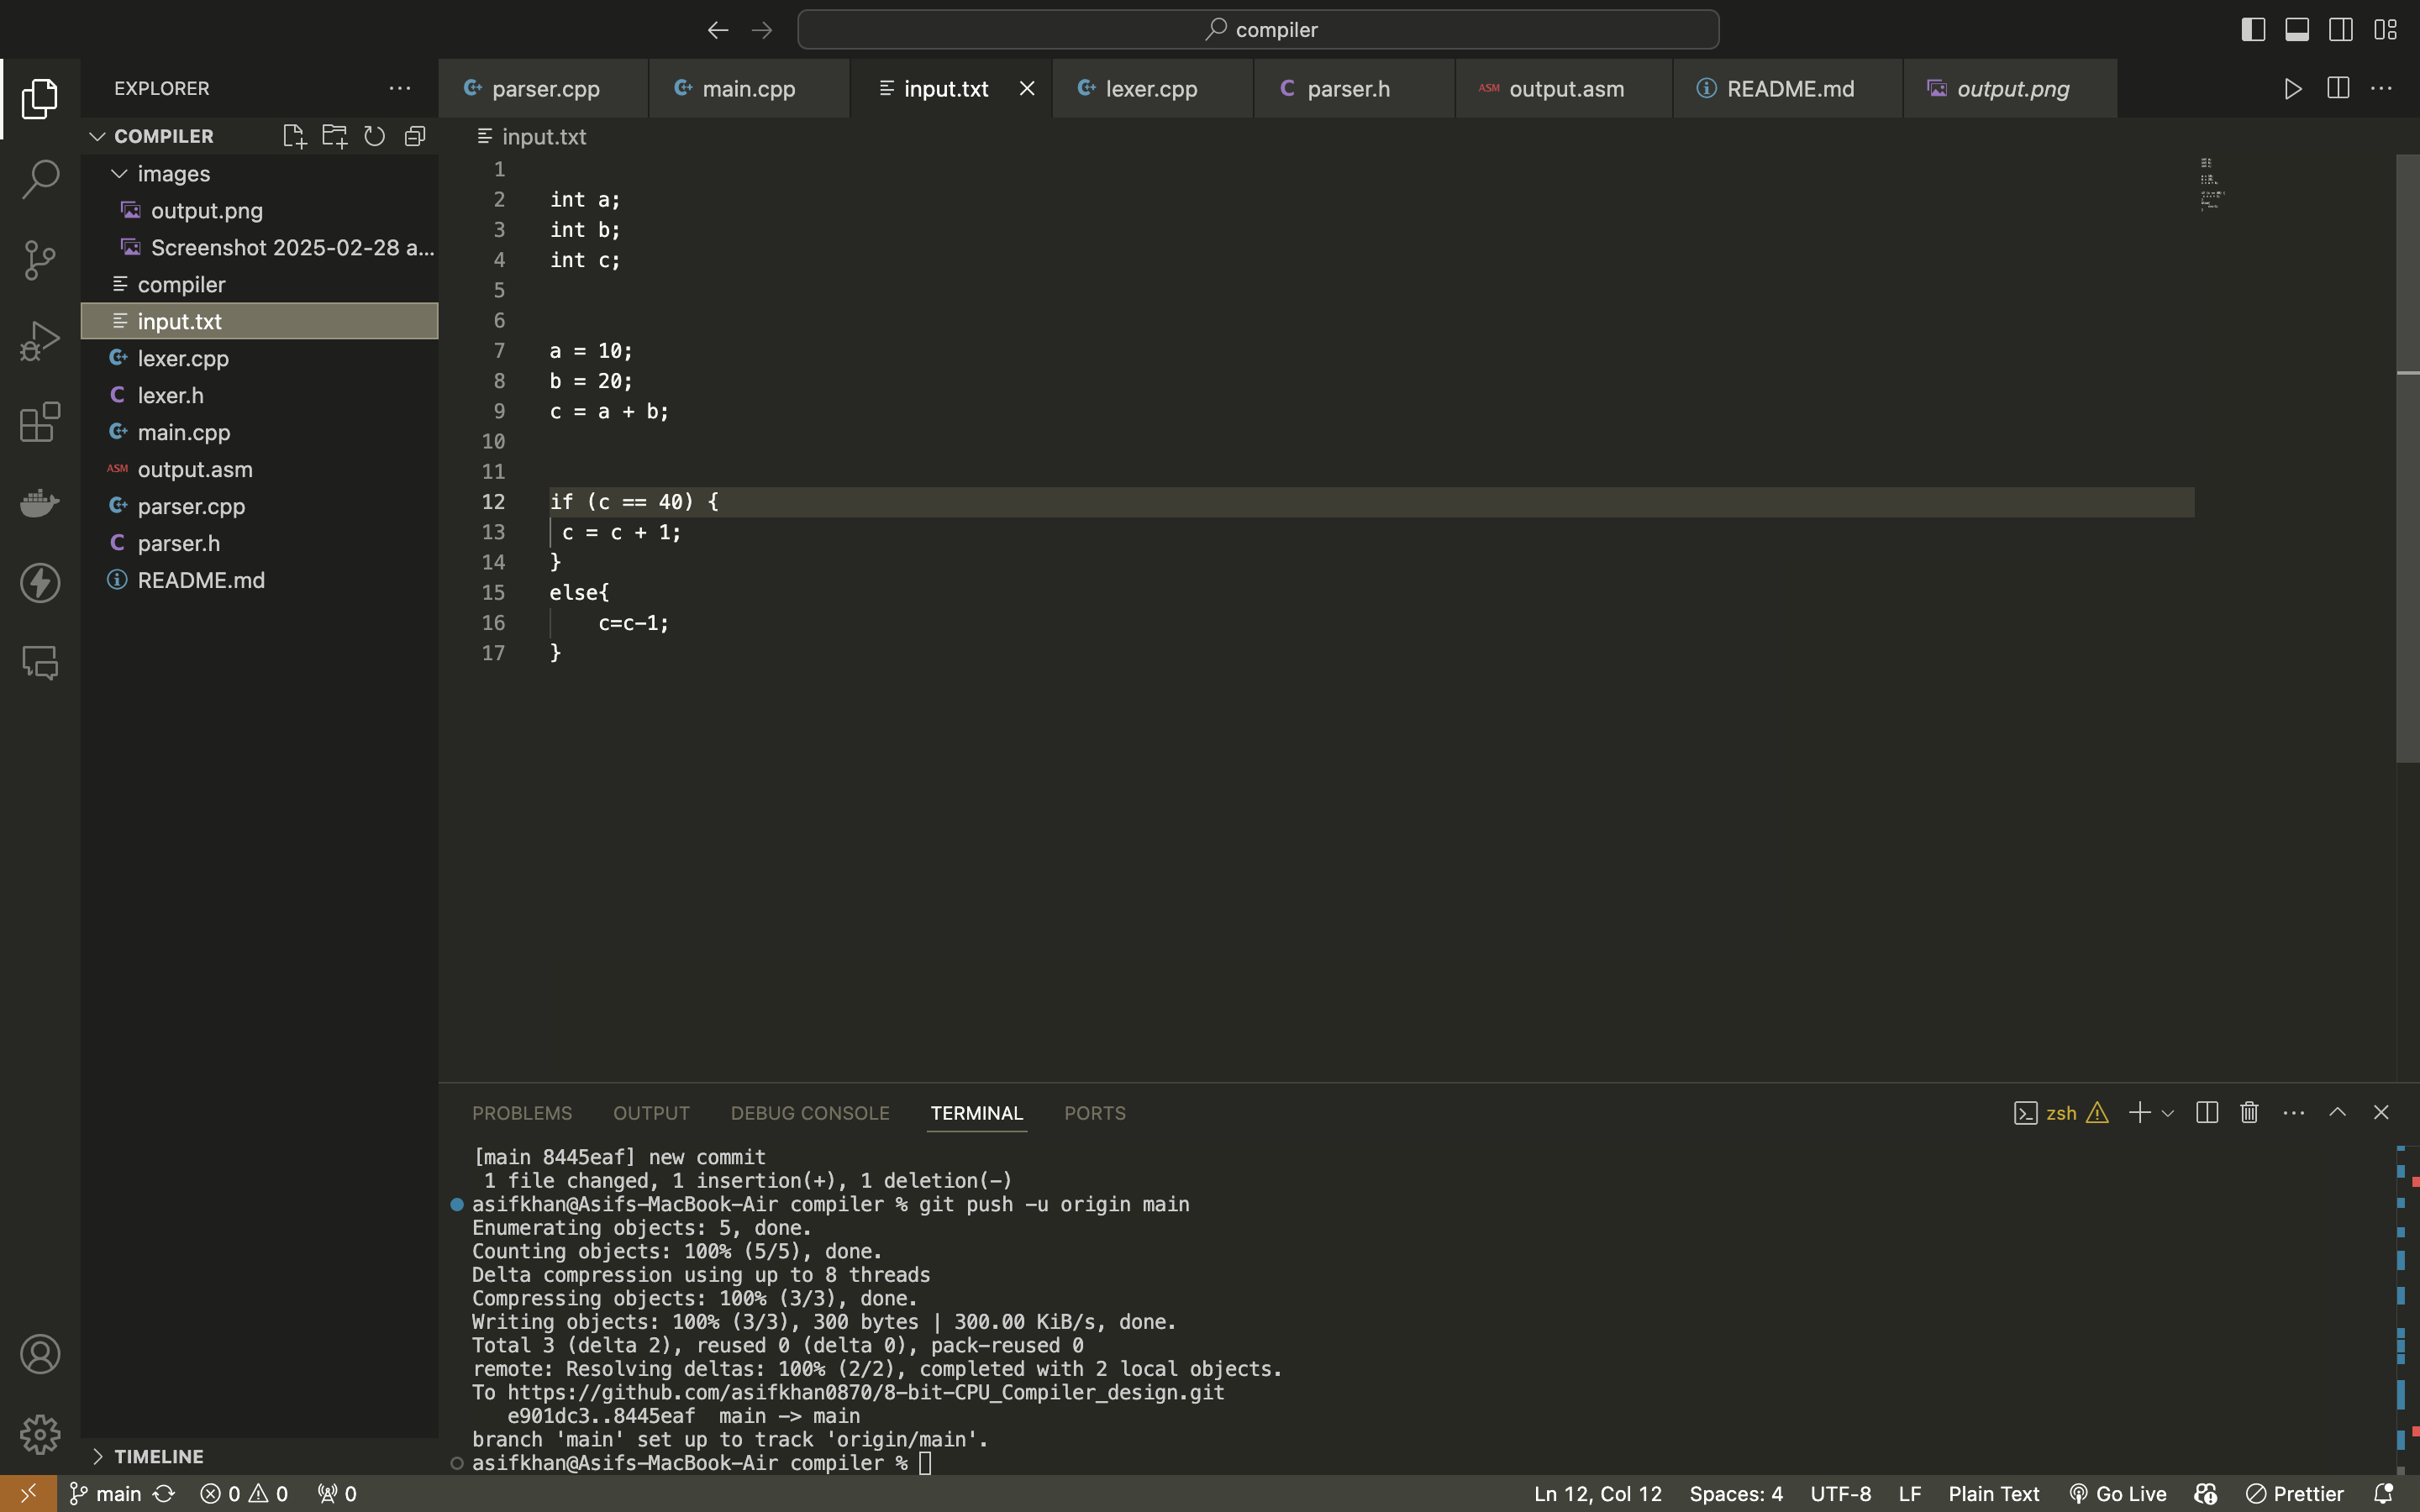 compiler
EXPLORER
parser.cpp
main.cpp
input.txt
lexer.cpp
parser.h
ASM output.asm
README.md
output.png
COMPILER
images
output.png
Screenshot 2025-02-28 a...
compiler
input.txt
lexer.cpp
C lexer.h
main.cpp
ASM output.asm
parser.cpp
C parser.h
README.md
TIMELINE
input.txt
1
2 int a;
3 int b;
4 int c;
5
6
7 a = 10;
8 b = 20;
9 c = a + b;
10
11
12 if (c == 40) {
13 c = c + 1;
14 }
15 else{
16 c=c-1;
17 }
PROBLEMS OUTPUT DEBUG CONSOLE TERMINAL PORTS
zsh
[main 8445eaf] new commit
1 file changed, 1 insertion(+), 1 deletion(-)
asifkhan@Asifs-MacBook-Air compiler % git push -u origin main
Enumerating objects: 5, done.
Counting objects: 100% (5/5), done.
Delta compression using up to 8 threads
Compressing objects: 100% (3/3), done.
Writing objects: 100% (3/3), 300 bytes | 300.00 KiB/s, done.
Total 3 (delta 2), reused 0 (delta 0), pack-reused 0
remote: Resolving deltas: 100% (2/2), completed with 2 local objects.
To https://github.com/asifkhan0870/8-bit-CPU_Compiler_design.git
e901dc3..8445eaf main -> main
branch 'main' set up to track 'origin/main'.
asifkhan@Asifs-MacBook-Air compiler %
main 0 0 0 Ln 12, Col 12 Spaces: 4 UTF-8 LF Plain Text Go Live Prettier